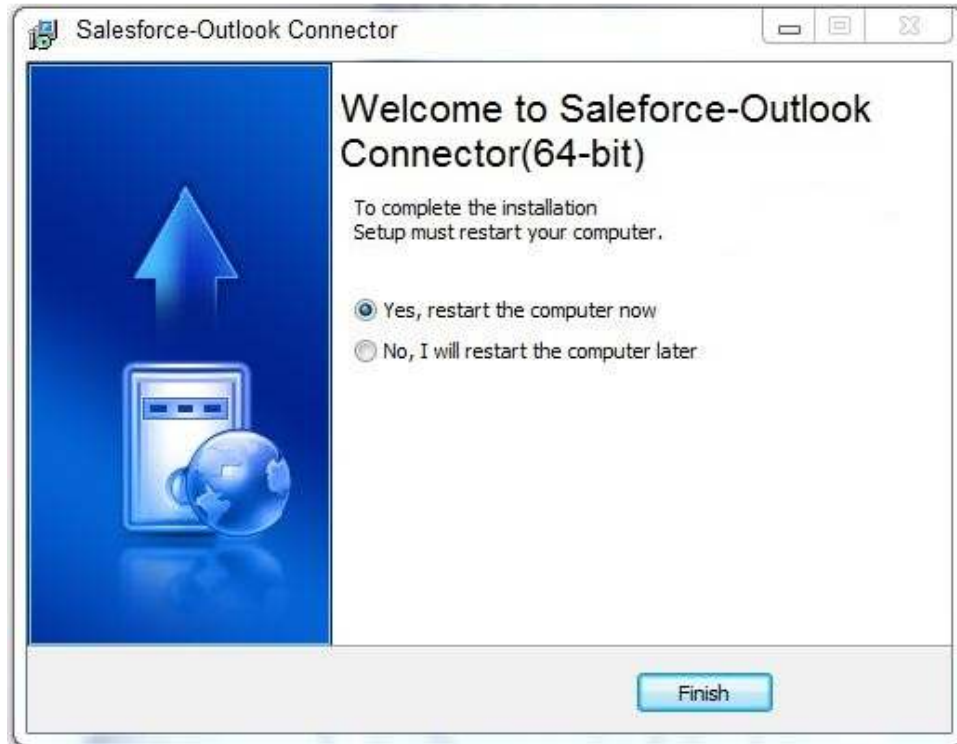 Salesforce-Outlook Connector
Welcome to Saleforce-Outlook
Connector(64-bit)
To complete the installation
Setup must restart your computer.
Yes, restart the computer now
No, I will restart the computer later
Finish